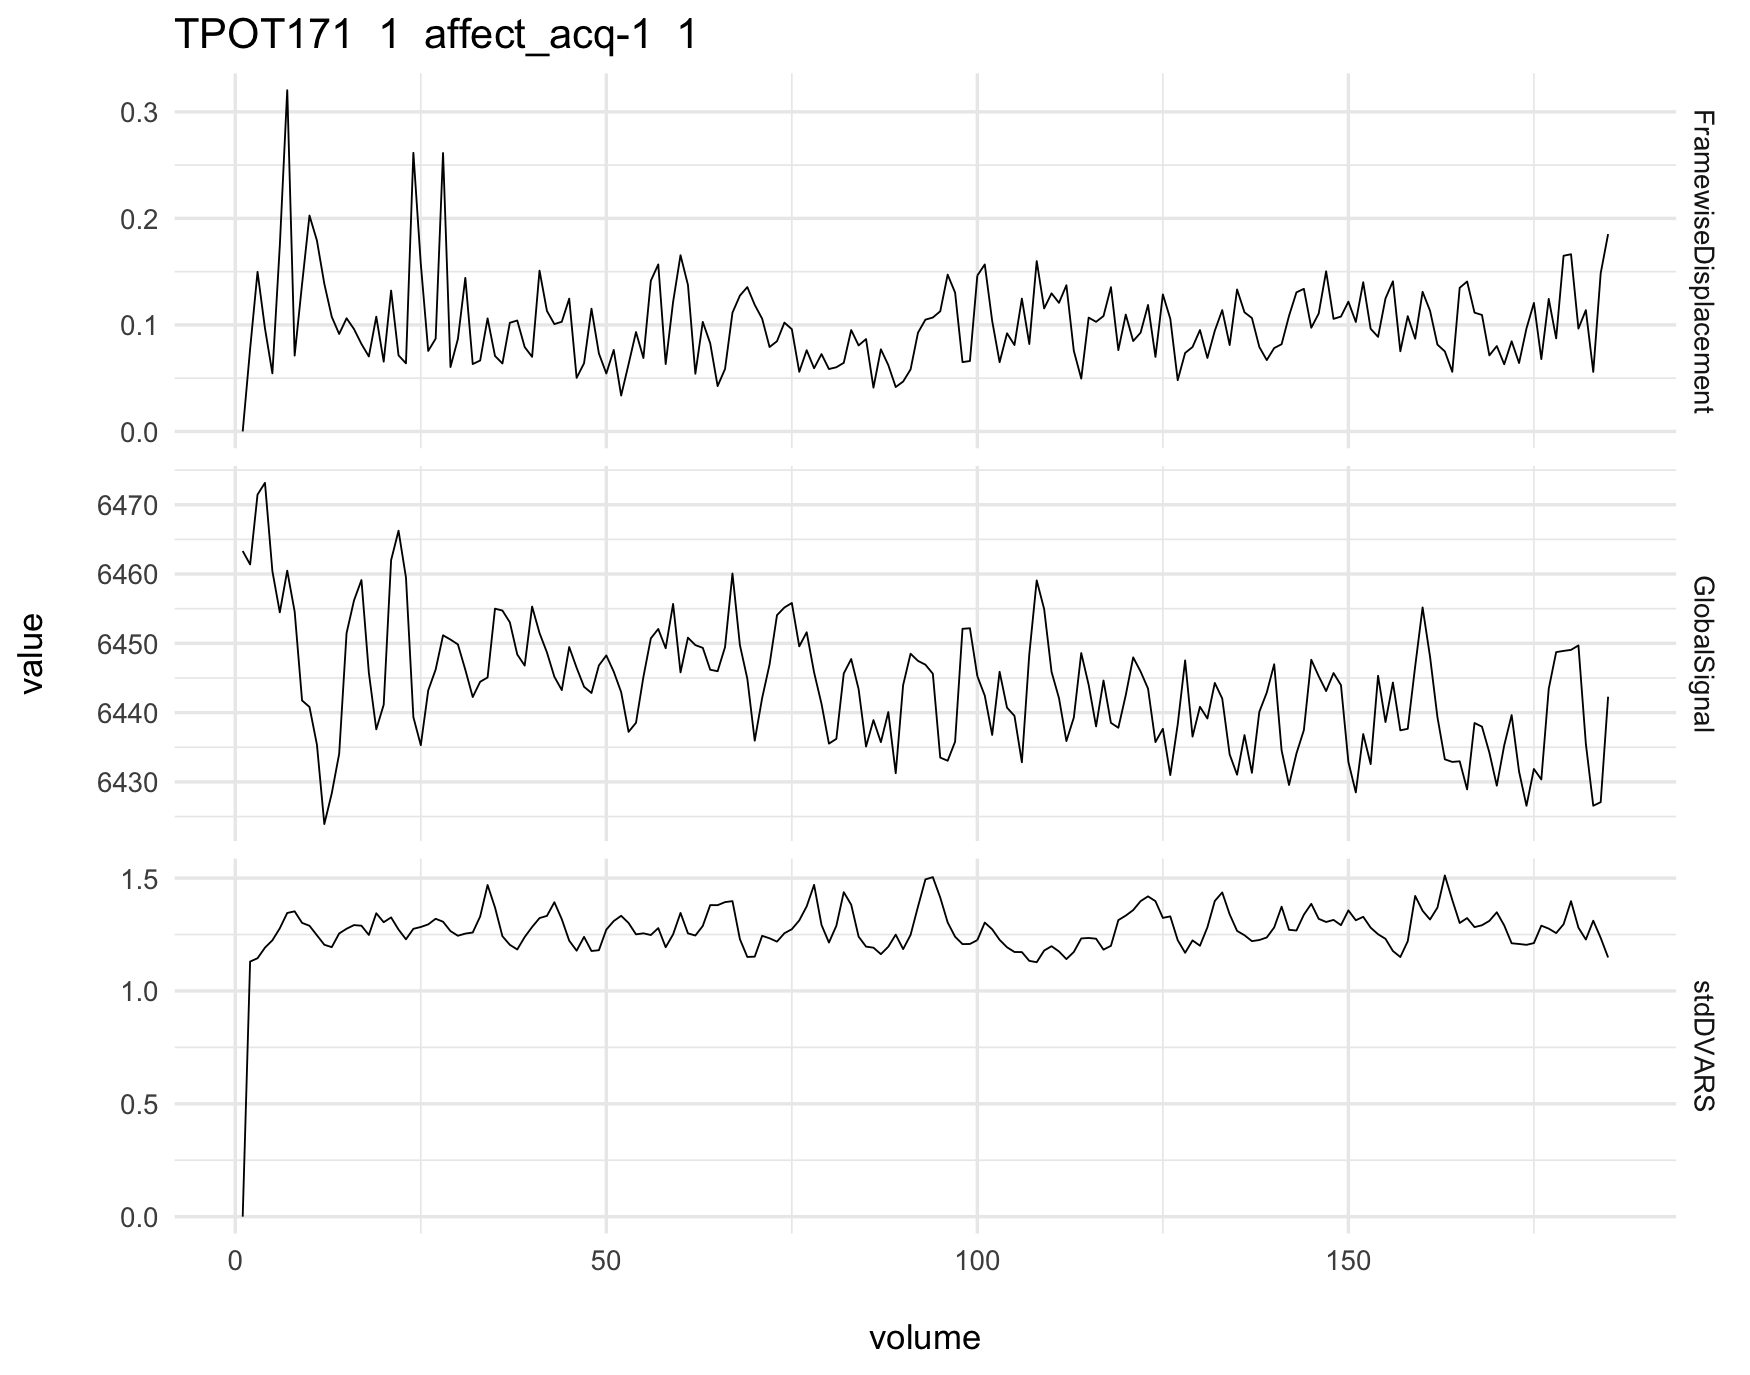 TPOT171 1 affect_acq-1 1
0.3
0.2
0.1
0.0
FramewiseDisplacement
6470
6460
6450
6440
6430
GlobalSignal
1.5
1.0
0.5
0.0
stdDVARS
value
0 50 100 150
volume